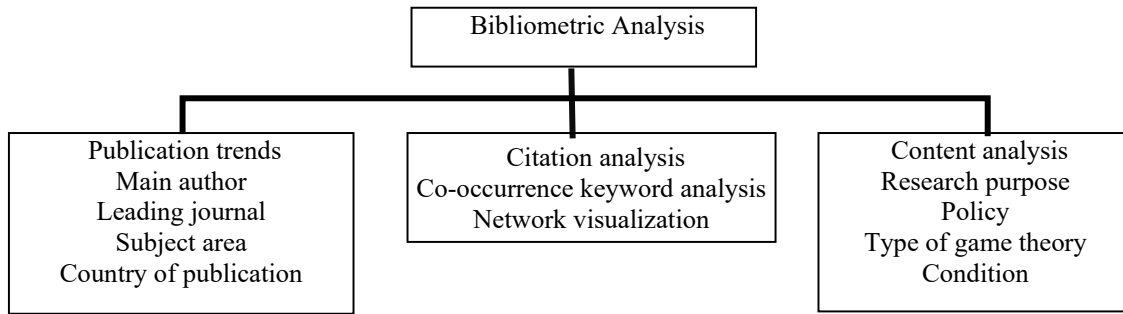 Bibliometric Analysis
Publication trends
Main author
Leading journal
Subject area
Country of publication
Citation analysis
Co-occurrence keyword analysis
Network visualization
Content analysis
Research purpose
Policy
Type of game theory
Condition